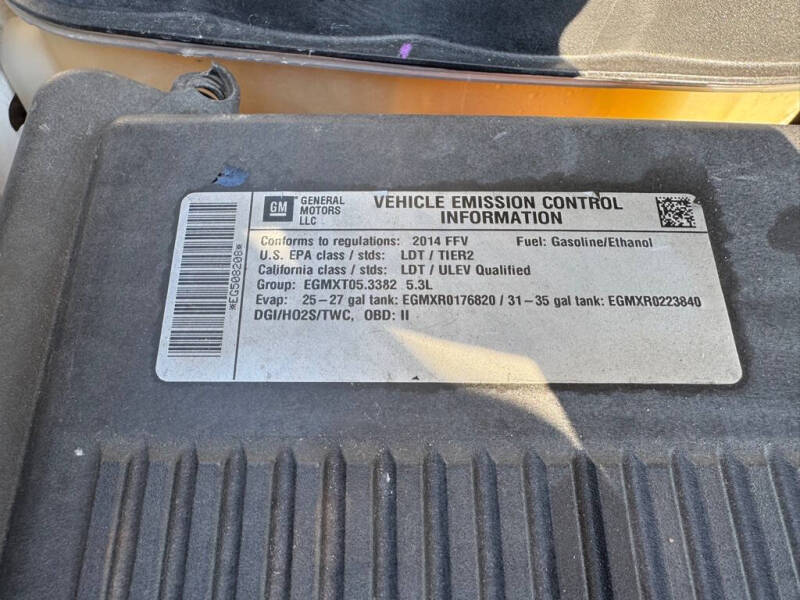 GM GENERAL MOTORS LLC
VEHICLE EMISSION CONTROL
INFORMATION
Conforms to regulations: 2014 FFV Fuel: Gasoline/Ethanol
U.S. EPA class / stds: LDT / TIER2
California class / stds: LDT / ULEV Qualified
Group: EGMXT05.3382 5.3L
Evap: 25-27 gal tank: EGMXR0176820 / 31-35 gal tank: EGMXR0223840
DGI/HO2S/TWC, OBD: II
*EG508208*